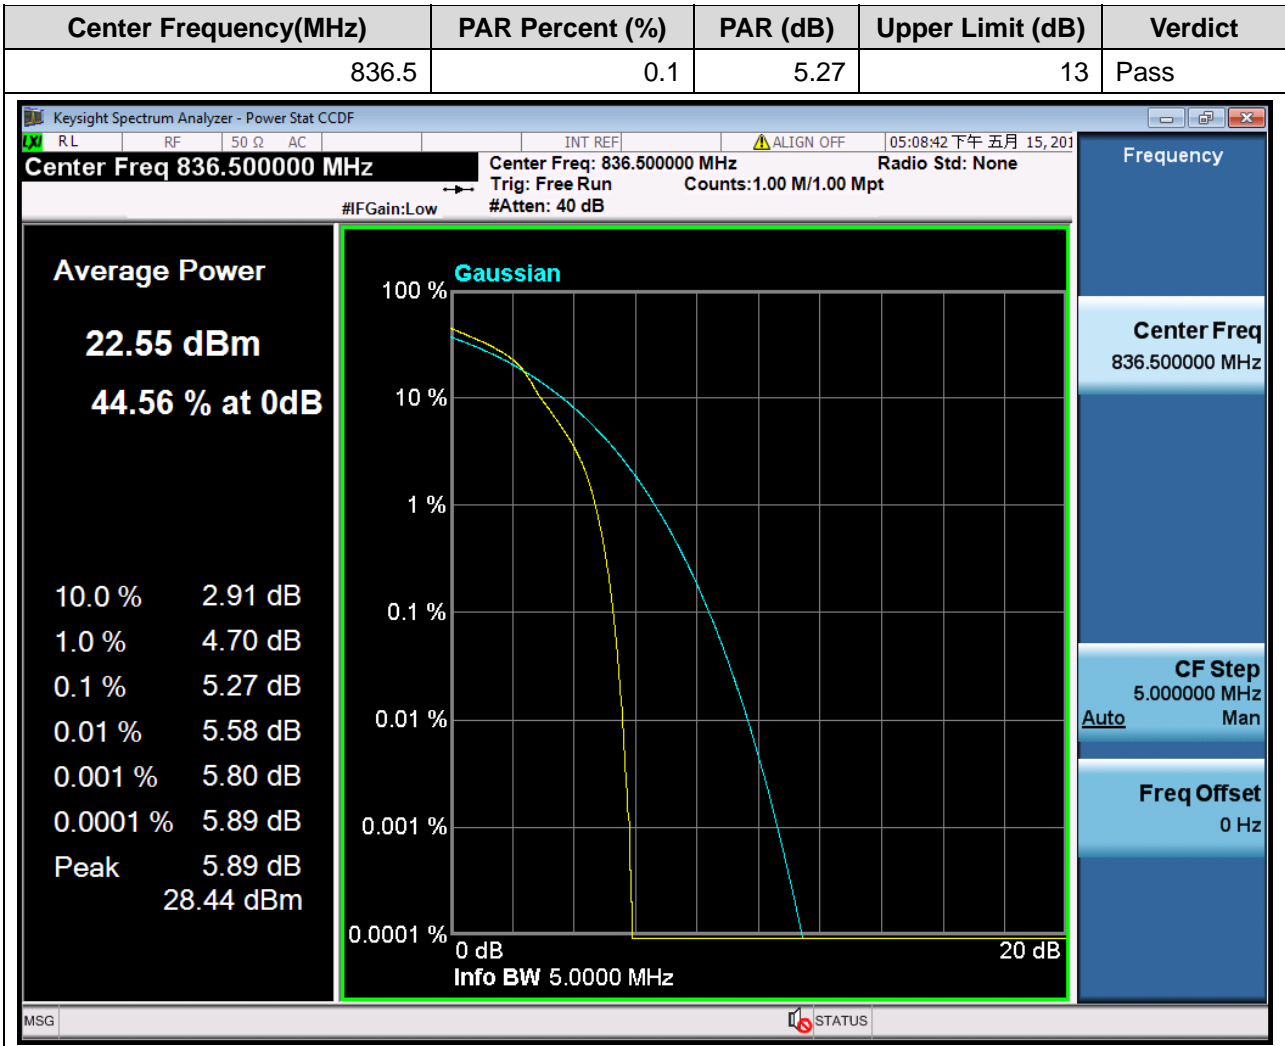 Center Frequency(MHz) PAR Percent (%) PAR (dB) Upper Limit (dB) Verdict
836.5 0.1 5.27 13 Pass
Keysight Spectrum Analyzer - Power Stat CCDF
LXI RL RF 50 Ω AC INT REF ALIGN OFF 05:08:42 下午 五月 15, 201
Center Freq 836.500000 MHz
Center Freq: 836.500000 MHz Radio Std: None
Trig: Free Run Counts:1.00 M/1.00 Mpt
#IFGain:Low #Atten: 40 dB
Frequency
Average Power
22.55 dBm
44.56 % at 0dB
10.0 % 2.91 dB
1.0 % 4.70 dB
0.1 % 5.27 dB
0.01 % 5.58 dB
0.001 % 5.80 dB
0.0001 % 5.89 dB
Peak 5.89 dB
28.44 dBm
Gaussian
100 %
10 %
1 %
0.1 %
0.01 %
0.001 %
0.0001 %
0 dB 20 dB
Info BW 5.0000 MHz
Center Freq
836.500000 MHz
CF Step
5.000000 MHz
Auto Man
Freq Offset
0 Hz
MSG STATUS